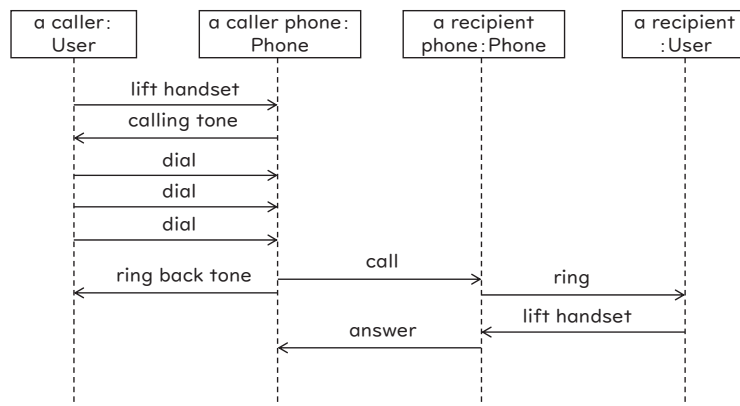 a caller:
User
a caller phone:
Phone
a recipient
phone:Phone
a recipient
:User
lift handset
calling tone
dial
dial
dial
call
ring back tone
ring
lift handset
answer